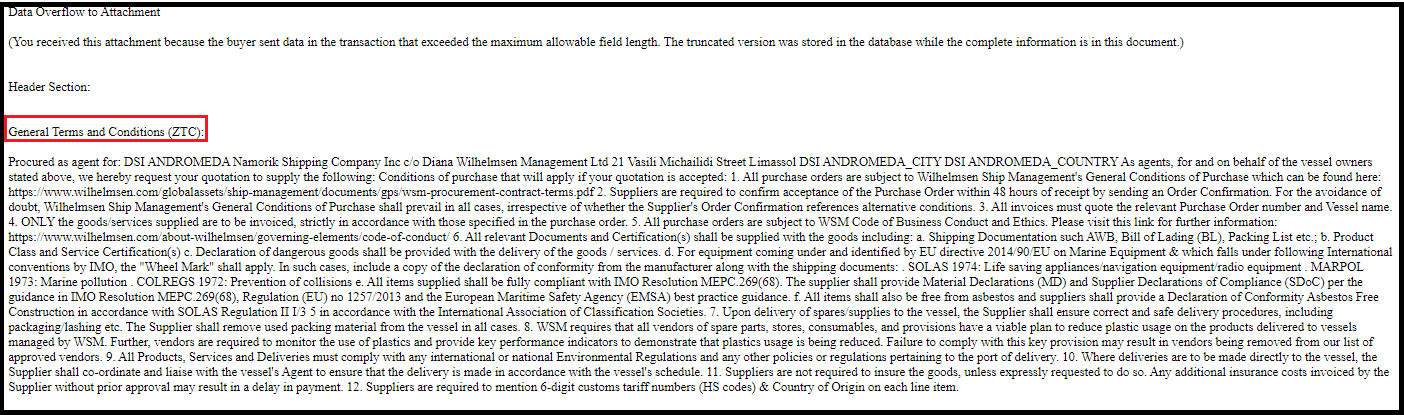 Data Overflow to Attachment
(You received this attachment because the buyer sent data in the transaction that exceeded the maximum allowable field length. The truncated version was stored in the database while the complete information is in this document.)
Header Section:
General Terms and Conditions (ZTC):
Procured as agent for: DSI ANDROMEDA Namorik Shipping Company Inc c/o Diana Wilhelmsen Management Ltd 21 Vasili Michailidi Street Limassol DSI ANDROMEDA_CITY DSI ANDROMEDA_COUNTRY As agents, for and on behalf of the vessel owners
stated above, we hereby request your quotation to supply the following: Conditions of purchase that will apply if your quotation is accepted: 1. All purchase orders are subject to Wilhelmsen Ship Management's General Conditions of Purchase which can be found here:
https://www.wilhelmsen.com/globalassets/ship-management/documents/gps/wsm-procurement-contract-terms.pdf 2. Suppliers are required to confirm acceptance of the Purchase Order within 48 hours of receipt by sending an Order Confirmation. For the avoidance of
doubt, Wilhelmsen Ship Management's General Conditions of Purchase shall prevail in all cases, irrespective of whether the Supplier's Order Confirmation references alternative conditions. 3. All invoices must quote the relevant Purchase Order number and Vessel name.
4. ONLY the goods/services supplied are to be invoiced, strictly in accordance with those specified in the purchase order. 5. All purchase orders are subject to WSM Code of Business Conduct and Ethics. Please visit this link for further information:
https://www.wilhelmsen.com/about-wilhelmsen/governing-elements/code-of-conduct/ 6. All relevant Documents and Certification(s) shall be supplied with the goods including: a. Shipping Documentation such AWB, Bill of Lading (BL), Packing List etc.; b. Product
Class and Service Certification(s) c. Declaration of dangerous goods shall be provided with the delivery of the goods / services. d. For equipment coming under and identified by EU directive 2014/90/EU on Marine Equipment & which falls under following International
conventions by IMO, the "Wheel Mark" shall apply. In such cases, include a copy of the declaration of conformity from the manufacturer along with the shipping documents: . SOLAS 1974: Life saving appliances/navigation equipment/radio equipment . MARPOL
1973: Marine pollution . COLREGS 1972: Prevention of collisions e. All items supplied shall be fully compliant with IMO Resolution MEPC.269(68). The supplier shall provide Material Declarations (MD) and Supplier Declarations of Compliance (SDoC) per the
guidance in IMO Resolution MEPC.269(68), Regulation (EU) no 1257/2013 and the European Maritime Safety Agency (EMSA) best practice guidance. f. All items shall also be free from asbestos and suppliers shall provide a Declaration of Conformity Asbestos Free
Construction in accordance with SOLAS Regulation II I/3 5 in accordance with the International Association of Classification Societies. 7. Upon delivery of spares/supplies to the vessel, the Supplier shall ensure correct and safe delivery procedures, including
packaging/lashing etc. The Supplier shall remove used packing material from the vessel in all cases. 8. WSM requires that all vendors of spare parts, stores, consumables, and provisions have a viable plan to reduce plastic usage on the products delivered to vessels
managed by WSM. Further, vendors are required to monitor the use of plastics and provide key performance indicators to demonstrate that plastics usage is being reduced. Failure to comply with this key provision may result in vendors being removed from our list of
approved vendors. 9. All Products, Services and Deliveries must comply with any international or national Environmental Regulations and any other policies or regulations pertaining to the port of delivery. 10. Where deliveries are to be made directly to the vessel, the
Supplier shall co-ordinate and liaise with the vessel's Agent to ensure that the delivery is made in accordance with the vessel's schedule. 11. Suppliers are not required to insure the goods, unless expressly requested to do so. Any additional insurance costs invoiced by the
Supplier without prior approval may result in a delay in payment. 12. Suppliers are required to mention 6-digit customs tariff numbers (HS codes) & Country of Origin on each line item.